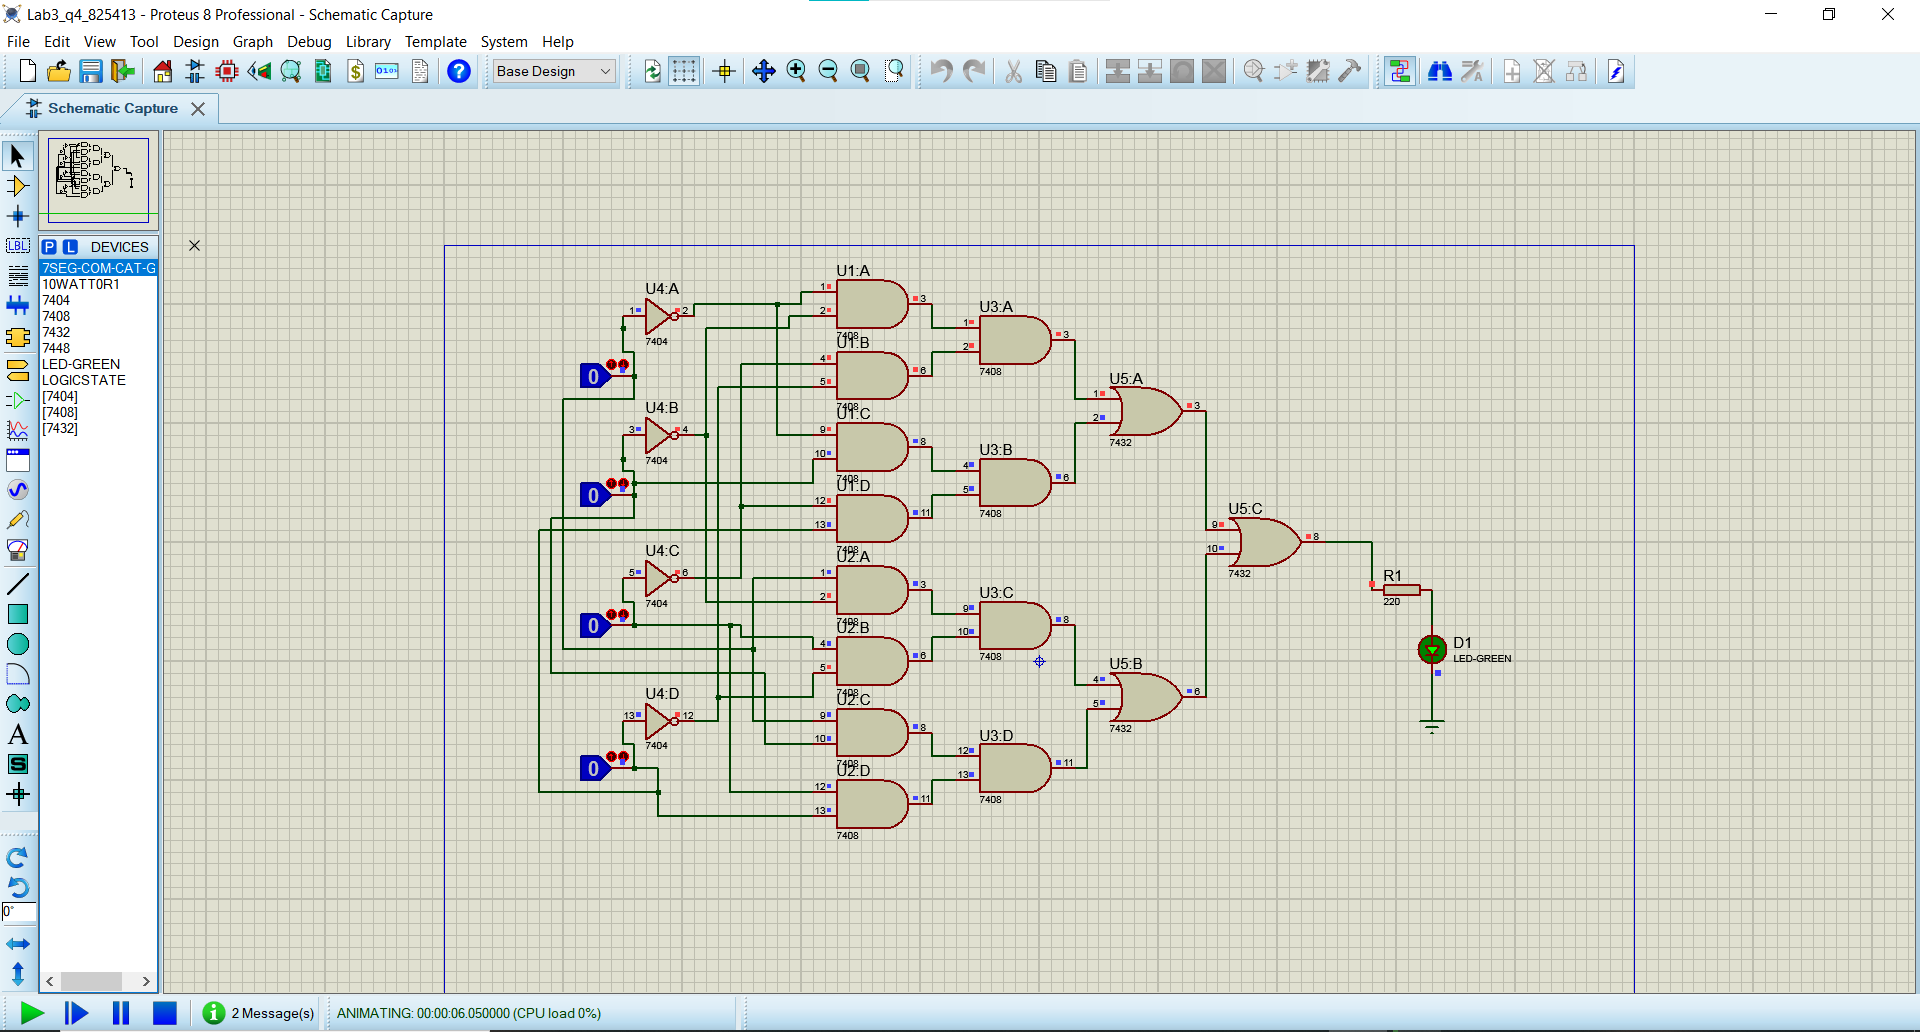 Lab3_q4_825413 - Proteus 8 Professional - Schematic Capture
File Edit View Tool Design Graph Debug Library Template System Help
Base Design
Schematic Capture
P L DEVICES
7SEG-COM-CAT-G
10WATT0R1
7404
7408
7432
7448
LED-GREEN
LOGICSTATE
[7404]
[7408]
[7432]
LBL
A
S
0°
U4:A
1 2
7404
0
U4:B
3 4
7404
0
U4:C
5 6
7404
0
U4:D
13 12
7404
0
U1:A
1 2 3
7408
U1:B
4 5 6
7408
U1:C
9 10 8
7408
U1:D
12 13 11
7408
U2:A
1 2 3
7408
U2:B
4 5 6
7408
U2:C
9 10 8
7408
U2:D
12 13 11
7408
U3:A
1 2 3
7408
U3:B
4 5 6
7408
U3:C
9 10 8
7408
U3:D
12 13 11
7408
U5:A
1 2 3
7432
U5:B
4 5 6
7432
U5:C
9 10 8
7432
R1
220
D1
LED-GREEN
2 Message(s)
ANIMATING: 00:00:06.050000 (CPU load 0%)